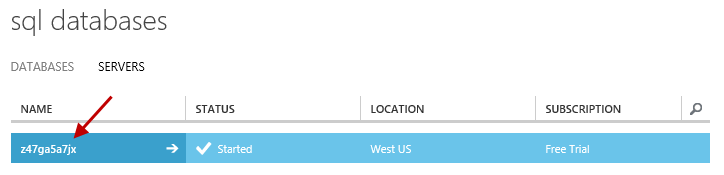 sql databases
DATABASES SERVERS
NAME STATUS LOCATION SUBSCRIPTION
z47ga5a7jx Started West US Free Trial